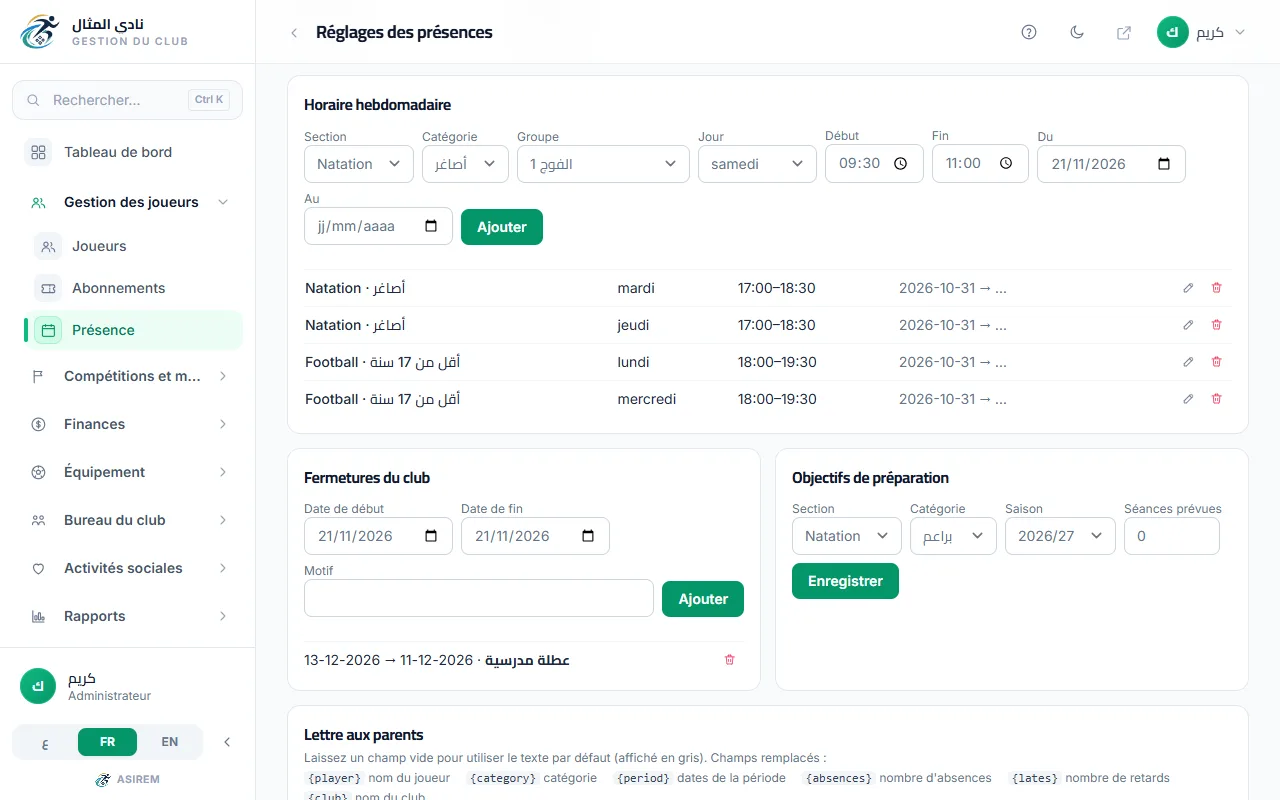 نادي المثال
GESTION DU CLUB
Rechercher...
Ctrl K
Tableau de bord
Gestion des joueurs
Joueurs
Abonnements
Présence
Compétitions et m...
Finances
Équipement
Bureau du club
Activités sociales
Rapports
ك
كريم
Administrateur
ع
FR
EN
ASIREM
Réglages des présences
ك
كريم
Horaire hebdomadaire
Section
Catégorie
Groupe
Jour
Début
Fin
Du
Natation
أصاغر
الفوج 1
samedi
09:30
11:00
21/11/2026
Au
jj/mm/aaaa
Ajouter
Natation · أصاغر mardi 17:00–18:30 2026-10-31 → ...
Natation · أصاغر jeudi 17:00–18:30 2026-10-31 → ...
Football · أقل من 17 سنة lundi 18:00–19:30 2026-10-31 → ...
Football · أقل من 17 سنة mercredi 18:00–19:30 2026-10-31 → ...
Fermetures du club
Date de début
Date de fin
21/11/2026
21/11/2026
Motif
Ajouter
13-12-2026 → 11-12-2026 · عطلة مدرسية
Objectifs de préparation
Section
Catégorie
Saison
Séances prévues
Natation
براعم
2026/27
0
Enregistrer
Lettre aux parents
Laissez un champ vide pour utiliser le texte par défaut (affiché en gris). Champs remplacés :
{player} nom du joueur {category} catégorie {period} dates de la période {absences} nombre d'absences {lates} nombre de retards
{club} nom du club